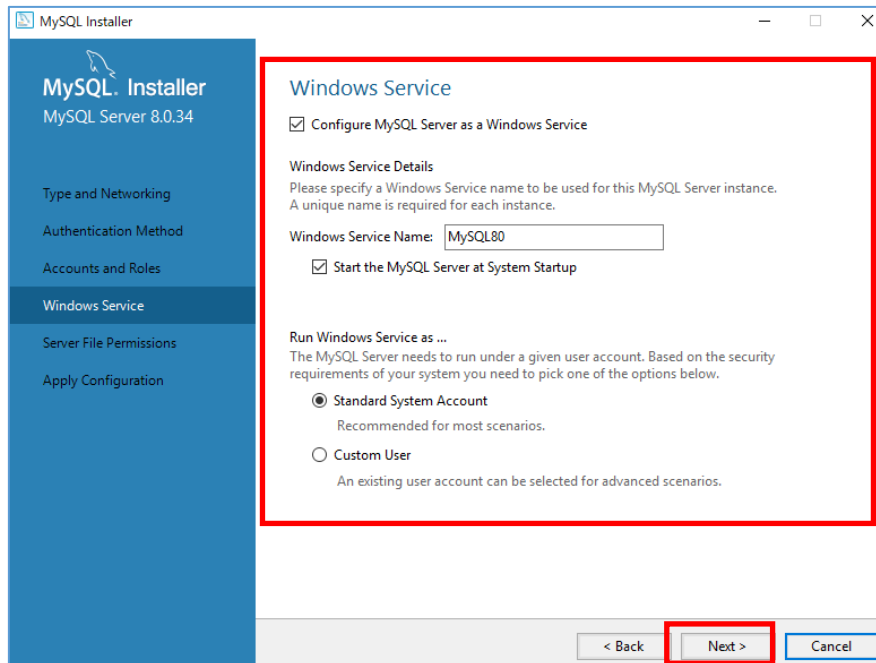 MySQL Installer
MySQL. Installer
MySQL Server 8.0.34
Type and Networking
Authentication Method
Accounts and Roles
Windows Service
Server File Permissions
Apply Configuration
Windows Service
Configure MySQL Server as a Windows Service
Windows Service Details
Please specify a Windows Service name to be used for this MySQL Server instance.
A unique name is required for each instance.
Windows Service Name: MySQL80
Start the MySQL Server at System Startup
Run Windows Service as ...
The MySQL Server needs to run under a given user account. Based on the security
requirements of your system you need to pick one of the options below.
Standard System Account
Recommended for most scenarios.
Custom User
An existing user account can be selected for advanced scenarios.
< Back Next > Cancel